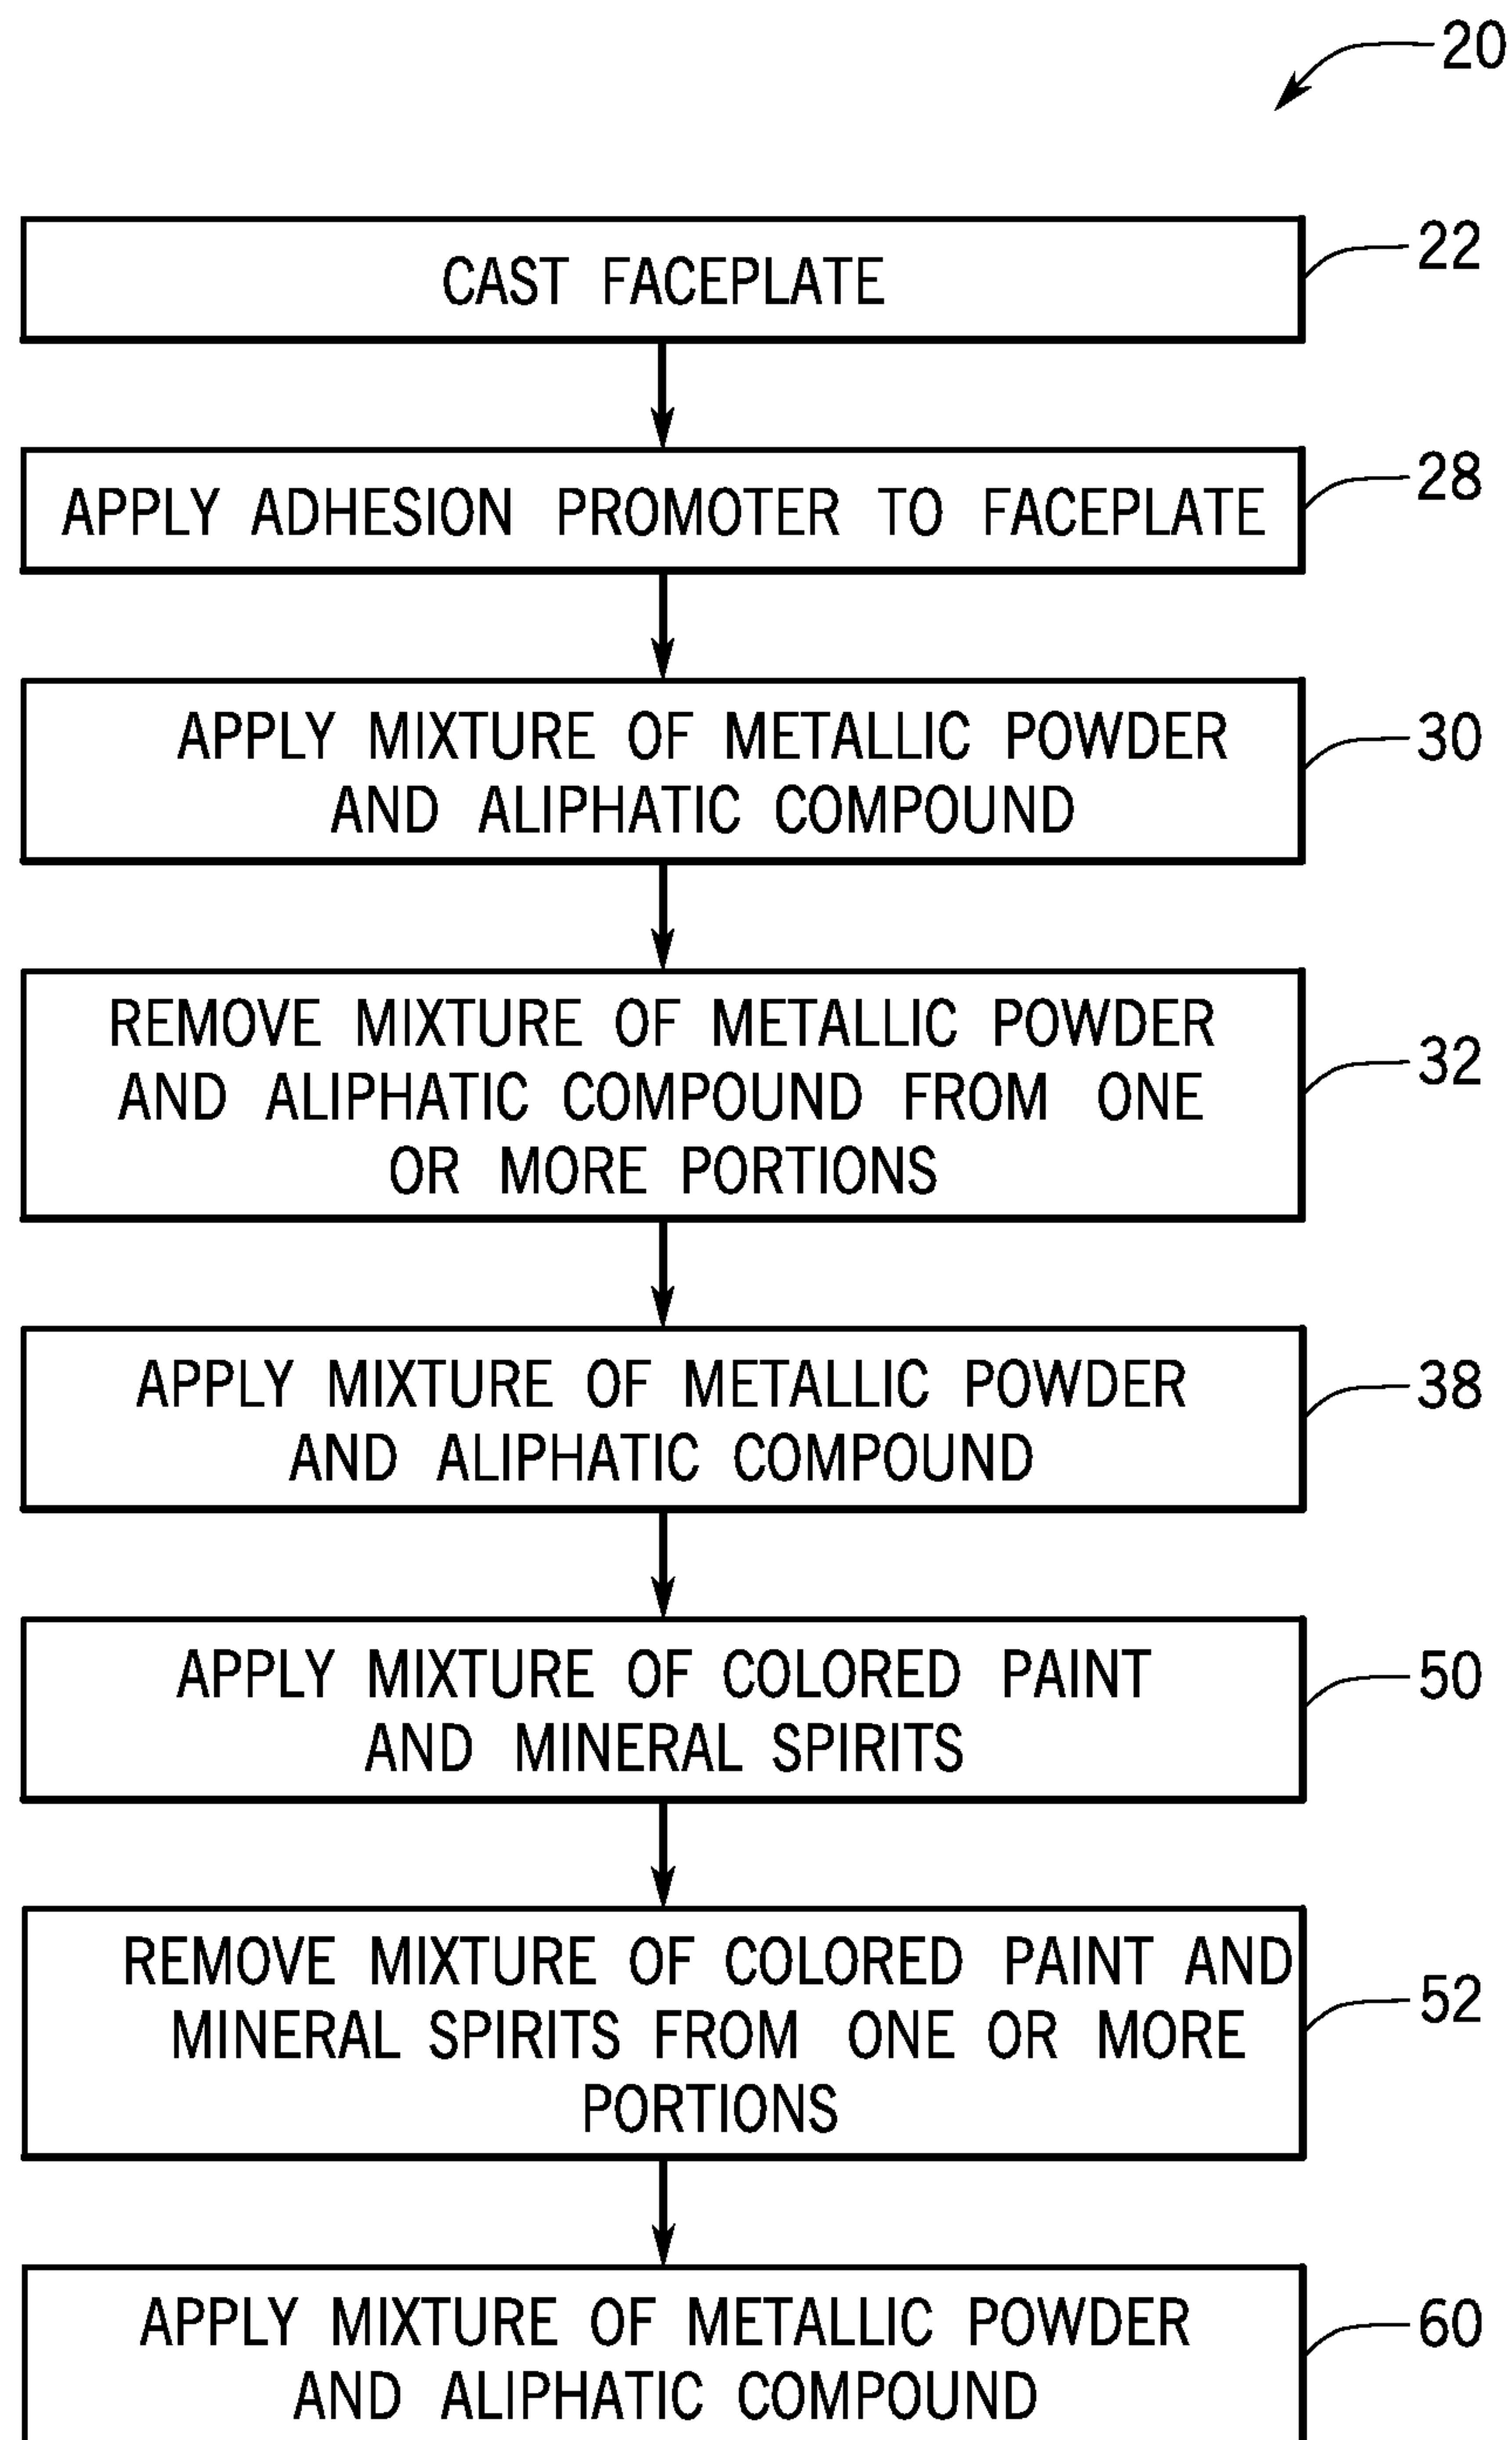 20
CAST FACEPLATE
22
APPLY ADHESION PROMOTER TO FACEPLATE
28
APPLY MIXTURE OF METALLIC POWDER
AND ALIPHATIC COMPOUND
30
REMOVE MIXTURE OF METALLIC POWDER
AND ALIPHATIC COMPOUND FROM ONE
OR MORE PORTIONS
32
APPLY MIXTURE OF METALLIC POWDER
AND ALIPHATIC COMPOUND
38
APPLY MIXTURE OF COLORED PAINT
AND MINERAL SPIRITS
50
REMOVE MIXTURE OF COLORED PAINT AND
MINERAL SPIRITS FROM ONE OR MORE
PORTIONS
52
APPLY MIXTURE OF METALLIC POWDER
AND ALIPHATIC COMPOUND
60